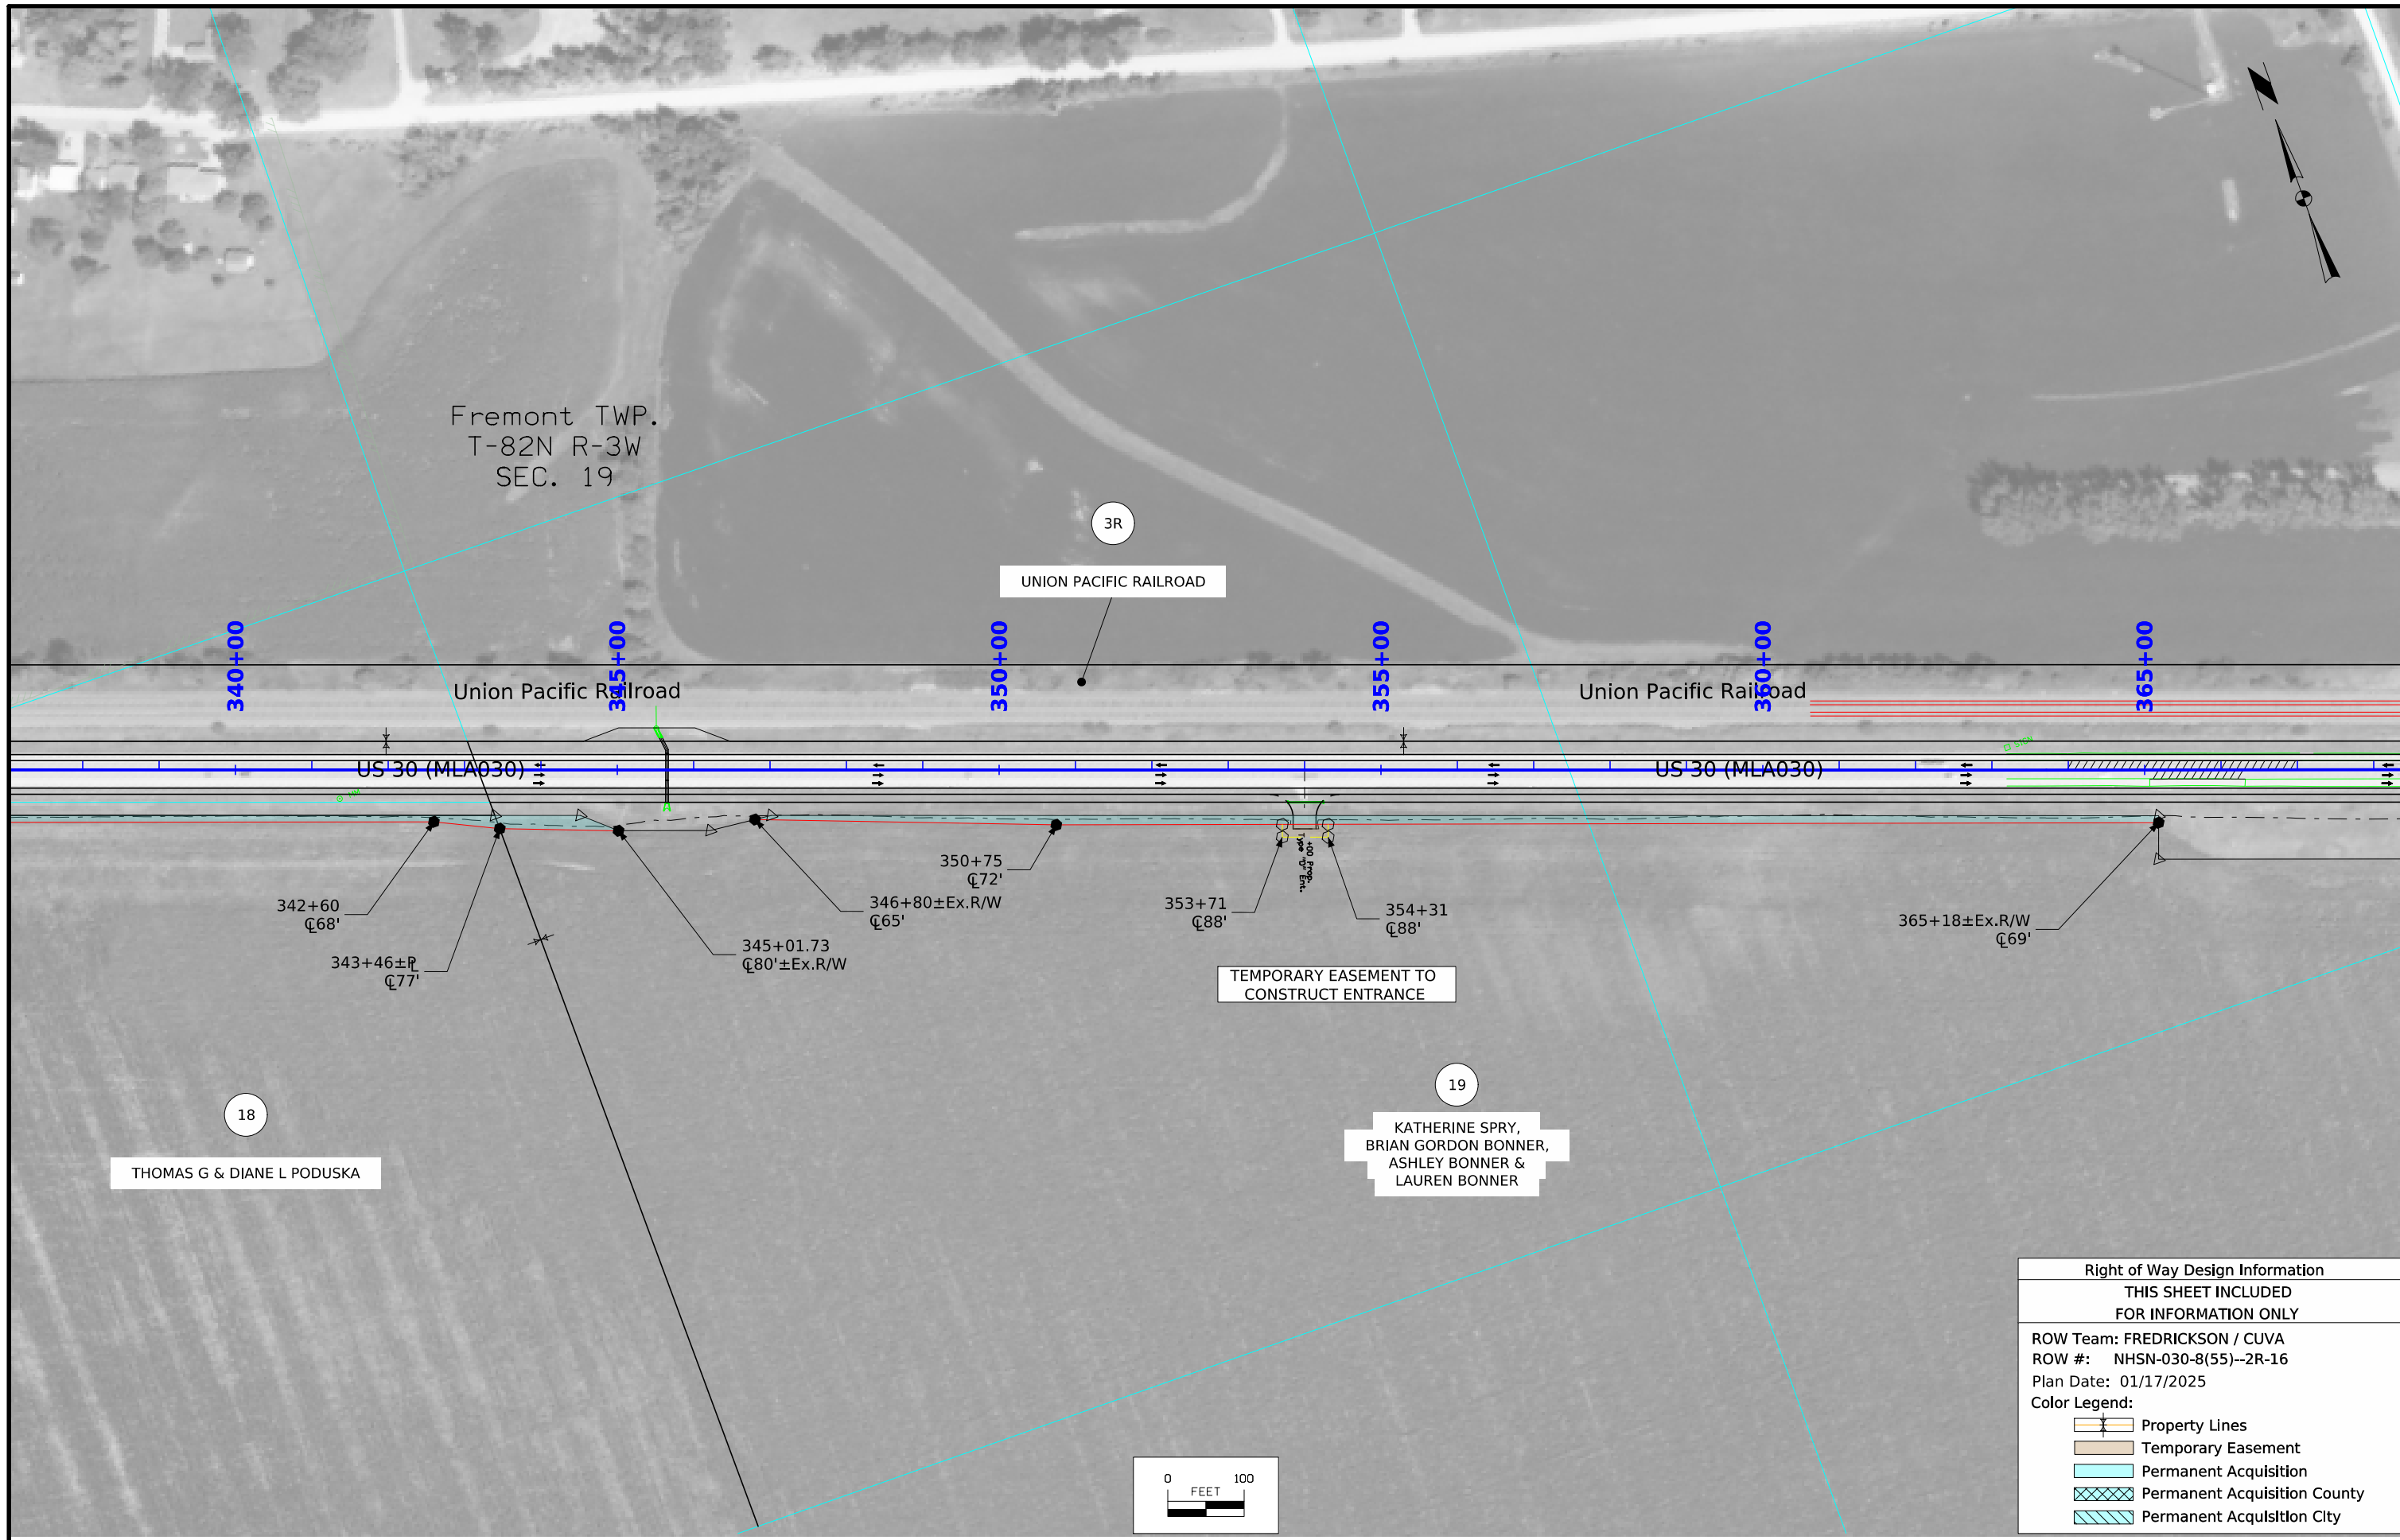 Fremont TWP.
T-82N R-3W
SEC. 19
3R
UNION PACIFIC RAILROAD
340+00
345+00
350+00
355+00
360+00
365+00
Union Pacific Railroad
Union Pacific Railroad
US 30 (MLA030)
US 30 (MLA030)
SIGN
A
342+60
℄68'
343+46±℄
℄77'
345+01.73
℄80'±Ex.R/W
346+80±Ex.R/W
℄65'
350+75
℄72'
353+71
℄88'
+00 Prop.
Type "D" Ent.
354+31
℄88'
365+18±Ex.R/W
℄69'
TEMPORARY EASEMENT TO
CONSTRUCT ENTRANCE
18
THOMAS G & DIANE L PODUSKA
19
KATHERINE SPRY,
BRIAN GORDON BONNER,
ASHLEY BONNER &
LAUREN BONNER
0 100
FEET
Right of Way Design Information
THIS SHEET INCLUDED
FOR INFORMATION ONLY
ROW Team: FREDRICKSON / CUVA
ROW #: NHSN-030-8(55)--2R-16
Plan Date: 01/17/2025
Color Legend:
Property Lines
Temporary Easement
Permanent Acquisition
Permanent Acquisition County
Permanent Acquisition City